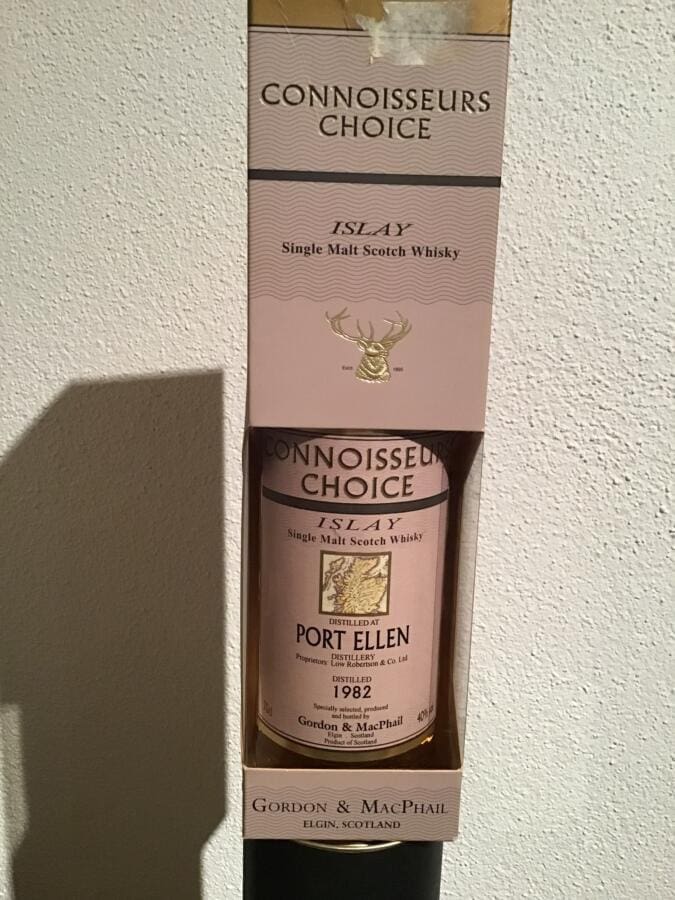 CONNOISSEURS
CHOICE
ISLAY
Single Malt Scotch Whisky
Estd 1895
CONNOISSEURS
CHOICE
ISLAY
Single Malt Scotch Whisky
DISTILLED AT
PORT ELLEN
DISTILLERY
Proprietors: Low Robertson & Co. Ltd.
DISTILLED
1982
Specially selected, produced
and bottled by
Gordon & MacPhail
Elgin . Scotland
Product of Scotland
40%
GORDON & MACPHAIL
ELGIN, SCOTLAND